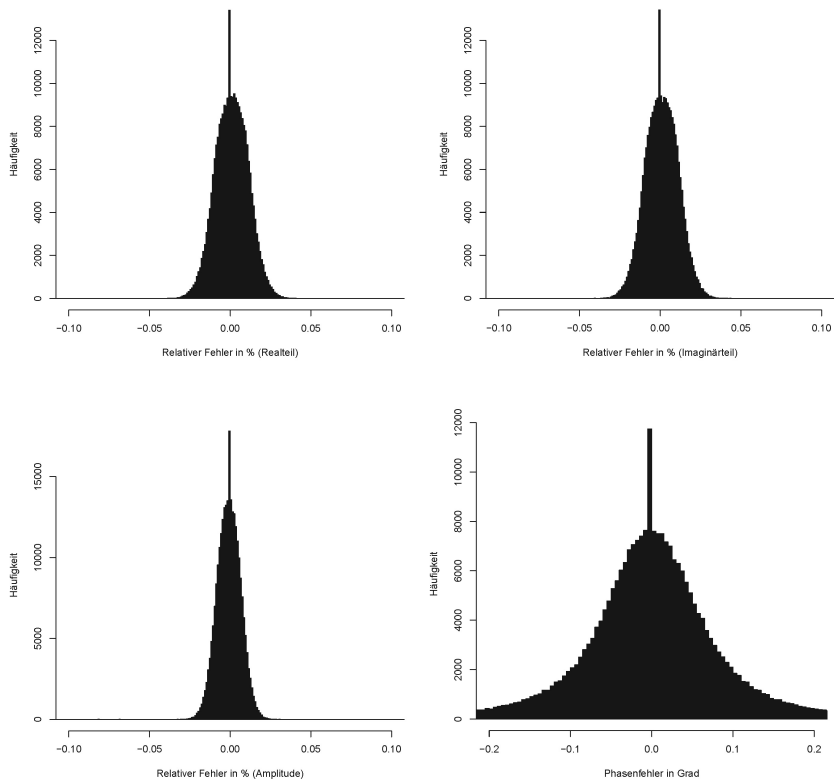 Häufigkeit
0 2000 4000 6000 8000 10000 12000
−0.10 −0.05 0.00 0.05 0.10
Relativer Fehler in % (Realteil)
Häufigkeit
0 2000 4000 6000 8000 10000 12000
−0.10 −0.05 0.00 0.05 0.10
Relativer Fehler in % (Imaginärteil)
Häufigkeit
0 5000 10000 15000
−0.10 −0.05 0.00 0.05 0.10
Relativer Fehler in % (Amplitude)
Häufigkeit
0 2000 4000 6000 8000 10000 12000
−0.2 −0.1 0.0 0.1 0.2
Phasenfehler in Grad